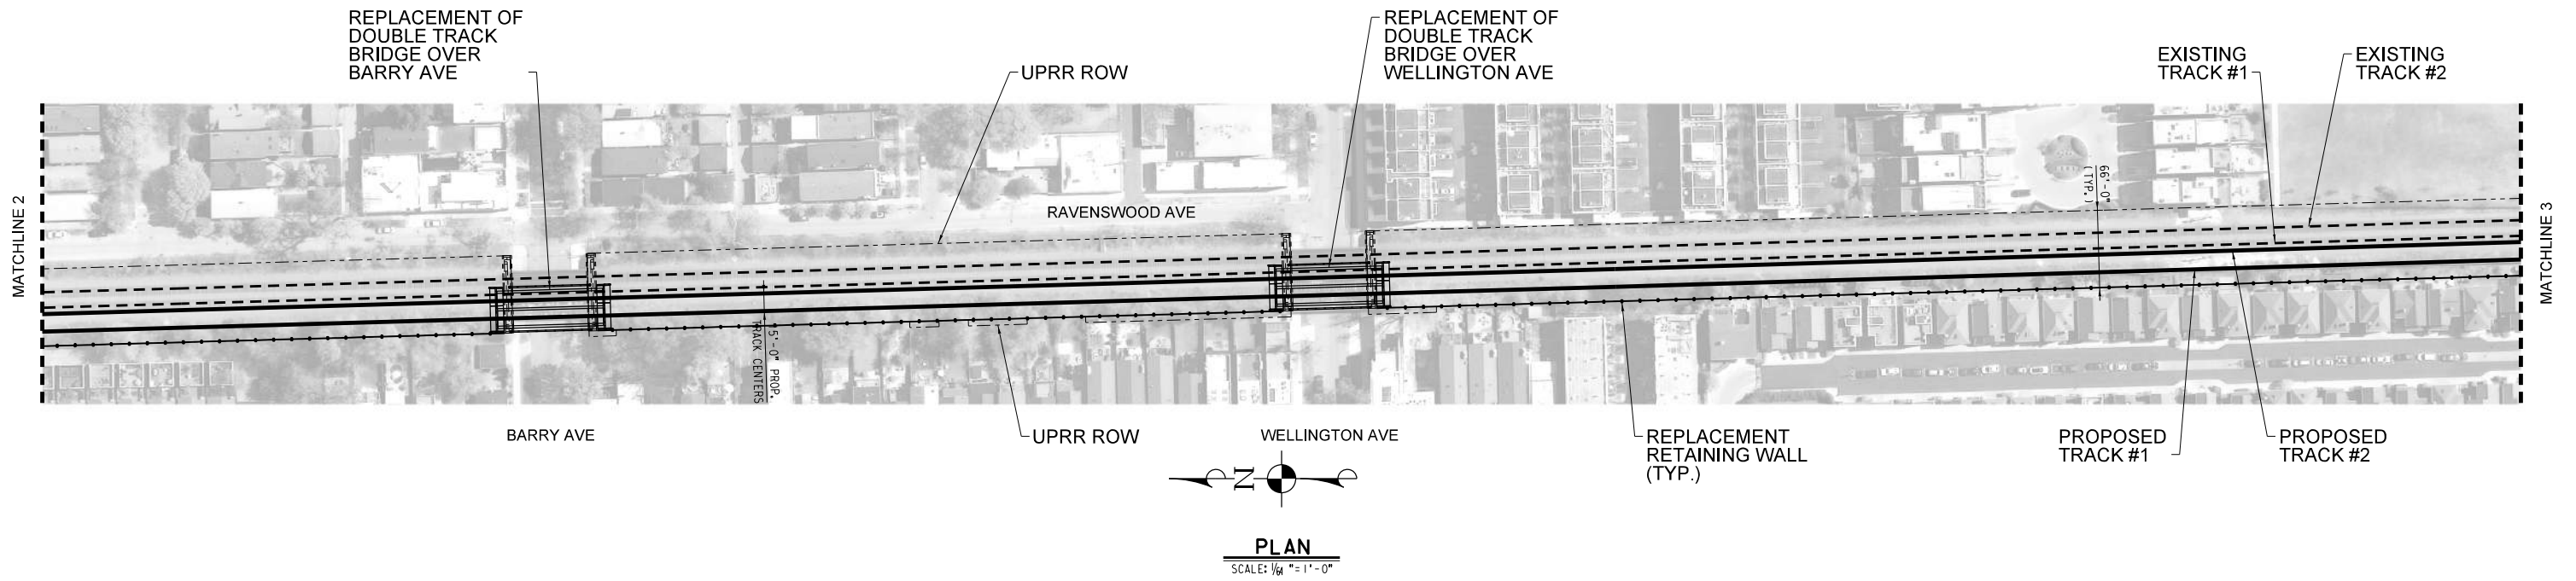 REPLACEMENT OF
DOUBLE TRACK
BRIDGE OVER
BARRY AVE
UPRR ROW
REPLACEMENT OF
DOUBLE TRACK
BRIDGE OVER
WELLINGTON AVE
EXISTING
TRACK #1
EXISTING
TRACK #2
MATCHLINE 2
RAVENSWOOD AVE
66'-0"
(TYP.)
MATCHLINE 3
15'-0" PROP.
TRACK CENTERS
BARRY AVE
UPRR ROW
WELLINGTON AVE
REPLACEMENT
RETAINING WALL
(TYP.)
PROPOSED
TRACK #1
PROPOSED
TRACK #2
N
PLAN
SCALE: 1/64 "=1'-0"